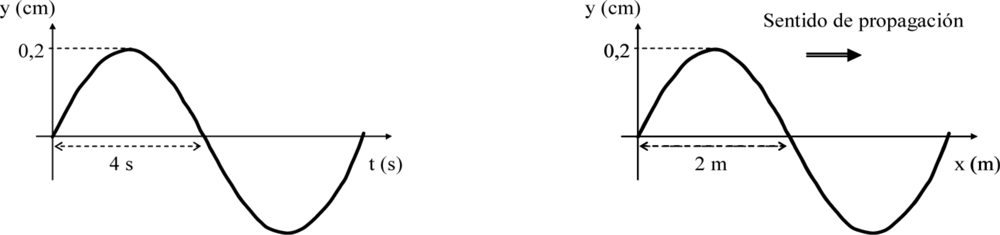 y (cm)
0,2
4 s
t (s)
y (cm)
Sentido de propagación
0,2
2 m
x (m)